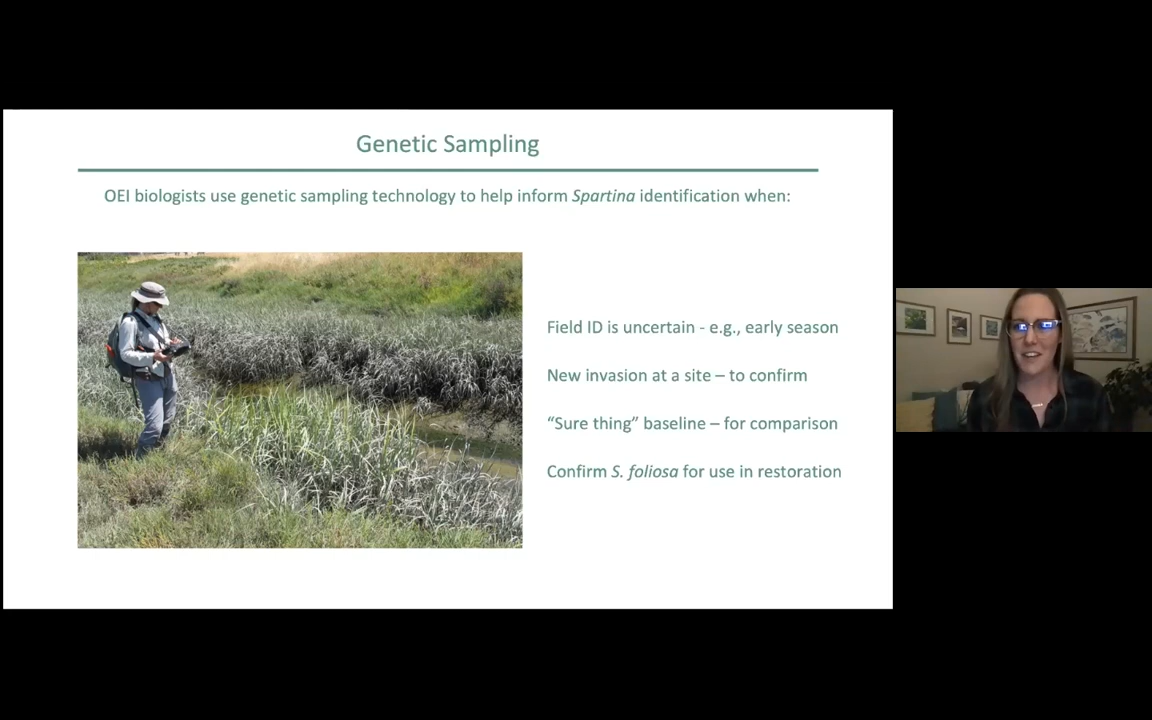 Genetic Sampling
OEI biologists use genetic sampling technology to help inform Spartina identification when:
Field ID is uncertain - e.g., early season
New invasion at a site – to confirm
“Sure thing” baseline – for comparison
Confirm S. foliosa for use in restoration